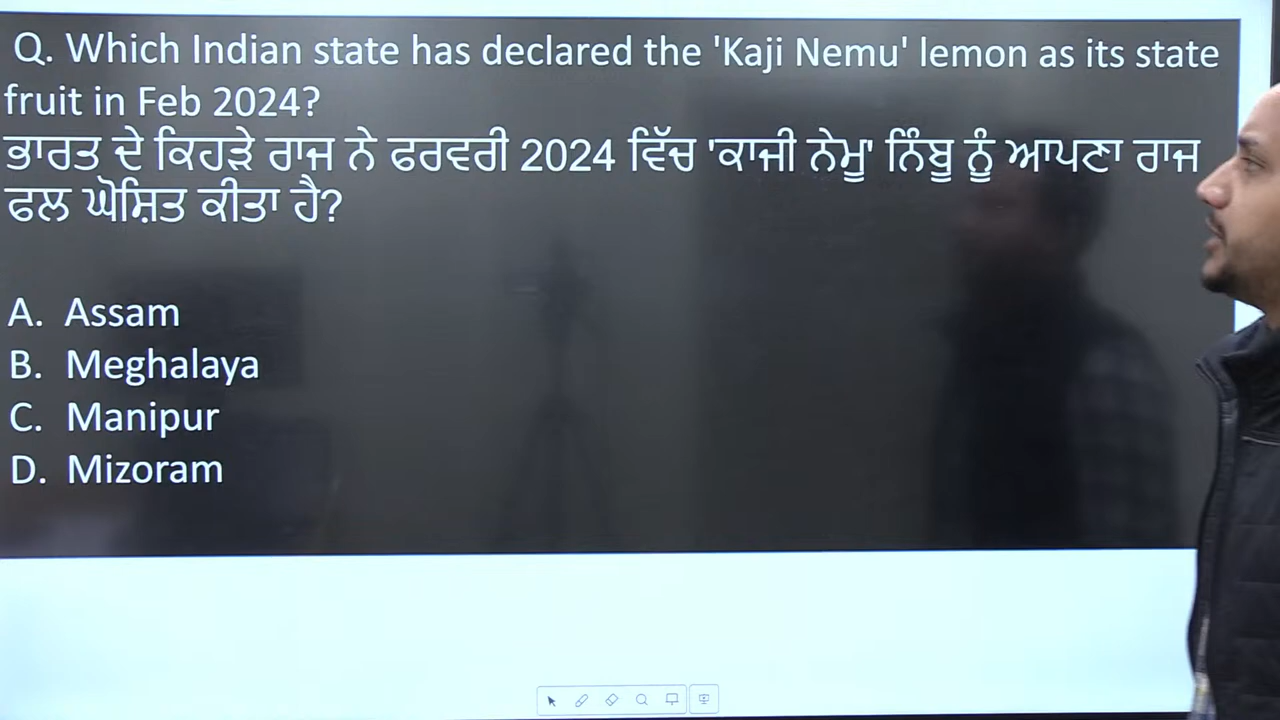 Q. Which Indian state has declared the 'Kaji Nemu' lemon as its state
fruit in Feb 2024?
ਭਾਰਤ ਦੇ ਕਿਹੜੇ ਰਾਜ ਨੇ ਫਰਵਰੀ 2024 ਵਿੱਚ 'ਕਾਜੀ ਨੇਮੂ' ਨਿੰਬੂ ਨੂੰ ਆਪਣਾ ਰਾਜ
ਫਲ ਘੋਸ਼ਿਤ ਕੀਤਾ ਹੈ?
A. Assam
B. Meghalaya
C. Manipur
D. Mizoram